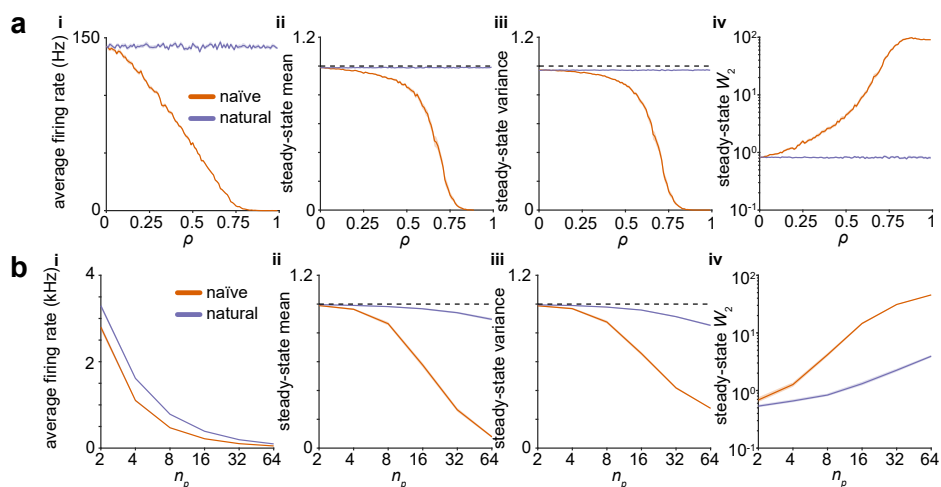 a
i
average firing rate (Hz)
150
0
naïve
natural
0 0.25 0.5 0.75 1
ρ
ii
steady-state mean
1.2
0
0 0.25 0.5 0.75 1
ρ
iii
steady-state variance
1.2
0
0 0.25 0.5 0.75 1
ρ
iv
steady-state W₂
10²
10¹
10⁰
10⁻¹
0 0.25 0.5 0.75 1
ρ
b
i
average firing rate (kHz)
4
2
0
naïve
natural
2 4 8 16 32 64
nₚ
ii
steady-state mean
1.2
0
2 4 8 16 32 64
nₚ
iii
steady-state variance
1.2
0
2 4 8 16 32 64
nₚ
iv
steady-state W₂
10²
10¹
10⁰
10⁻¹
2 4 8 16 32 64
nₚ